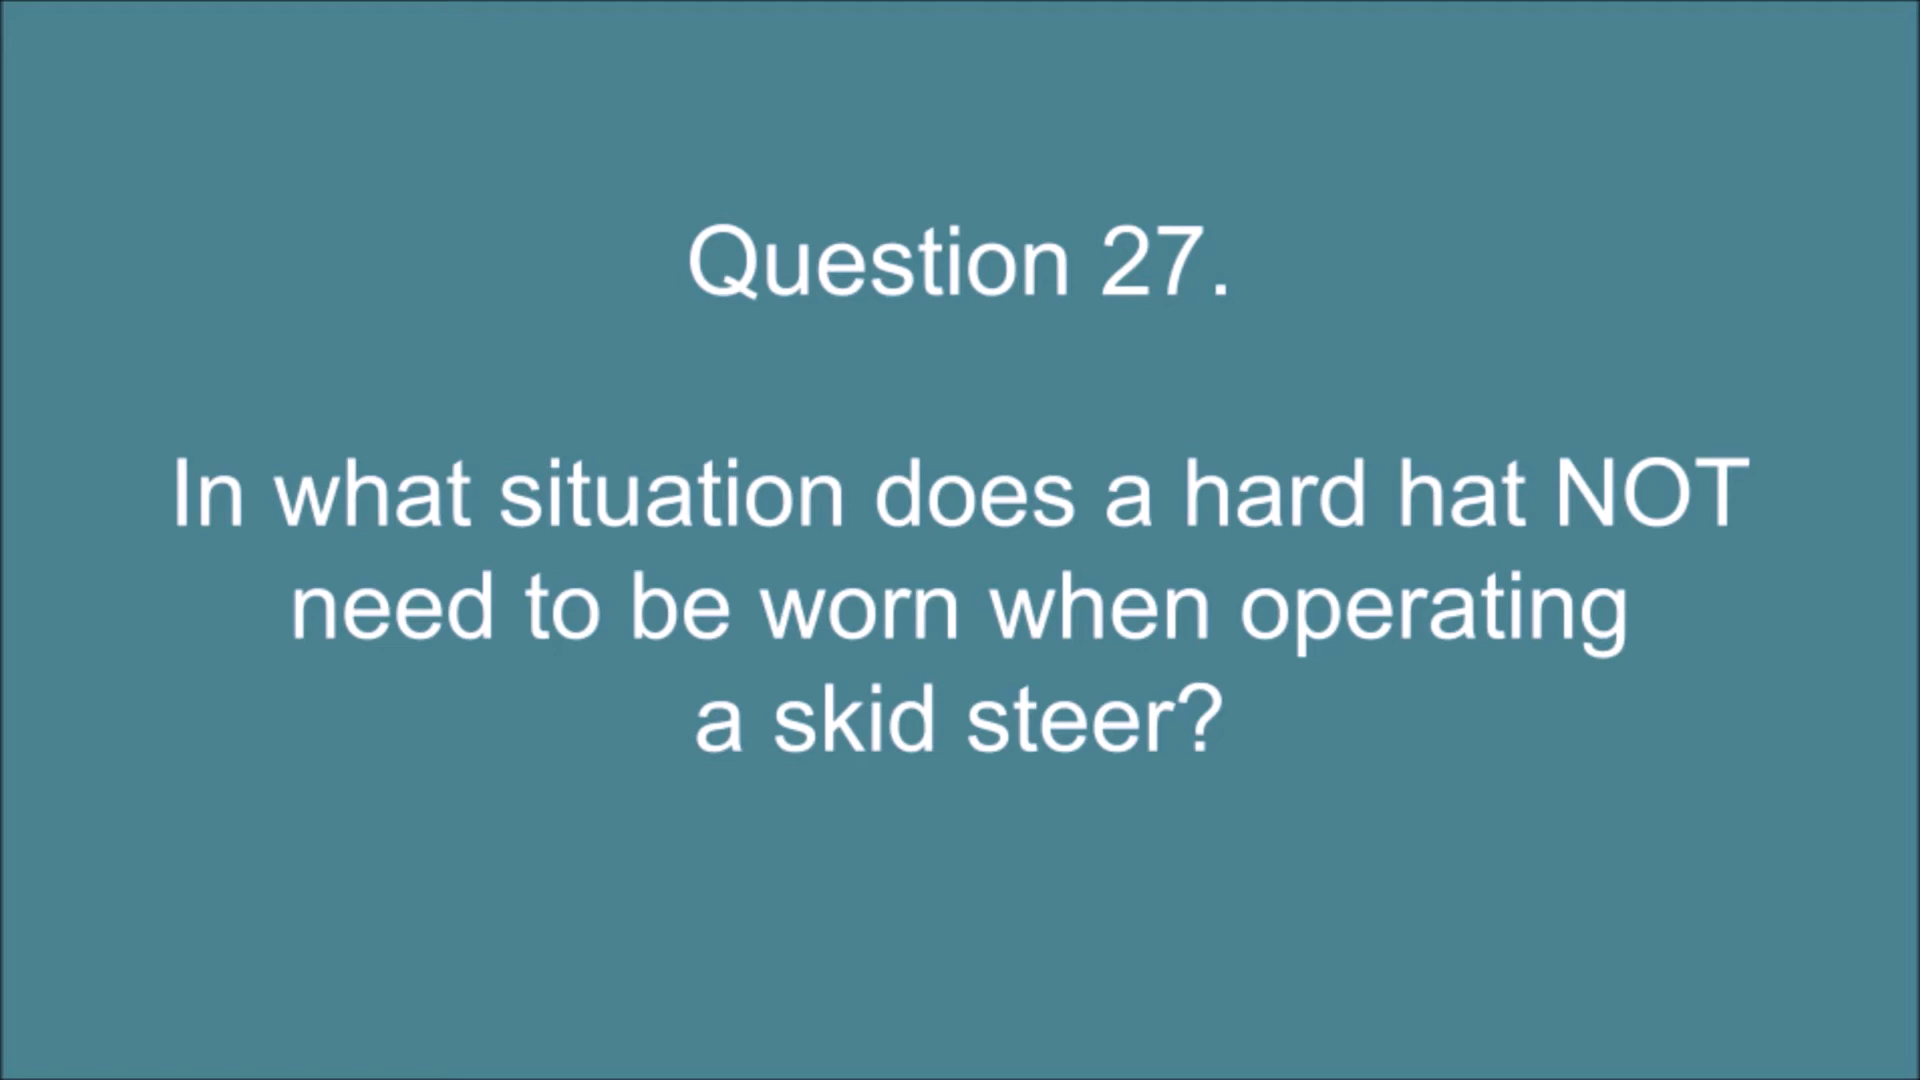 Question 27.
In what situation does a hard hat NOT
need to be worn when operating
a skid steer?